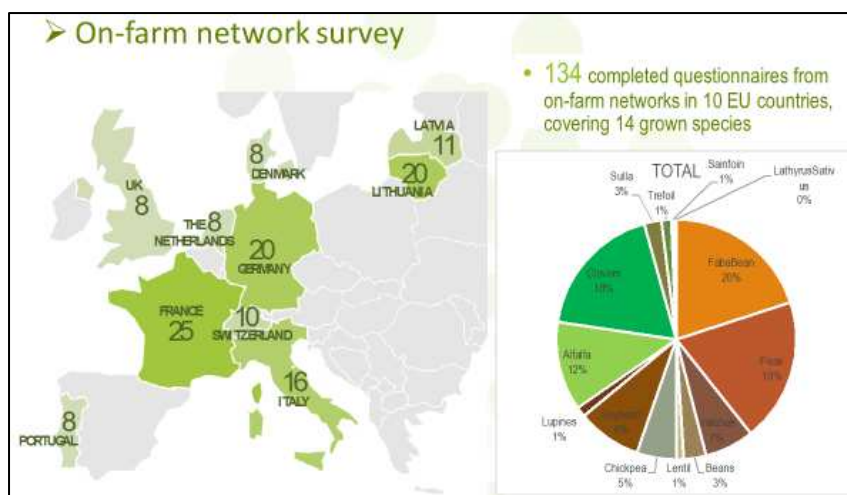 ➤ On-farm network survey
• 134 completed questionnaires from
on-farm networks in 10 EU countries,
covering 14 grown species
LATVIA
11
8
DENMARK
20
LITHUANIA
UK
8
THE 8
NETHERLANDS
20
GERMANY
FRANCE
25
10
SWITZERLAND
16
ITALY
8
PORTUGAL
TOTAL
Sainfoin
1%
LathyrusSativ
us
0%
Sulla
3%
Trefoil
1%
FabaBean
20%
Clovers
18%
Alfalfa
12%
Lupines
1%
Chickpea
5%
Lentil
1%
Beans
3%